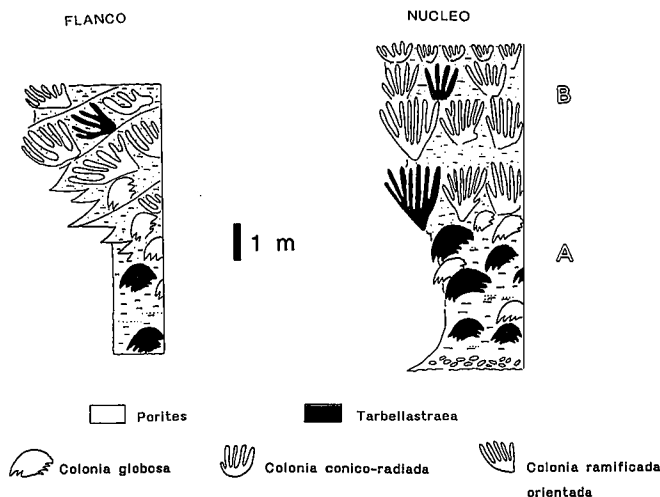 FLANCO
NUCLEO
B
1 m
A
Porites
Tarbellastraea
Colonia globosa
Colonia conico-radiada
Colonia ramificada
orientada